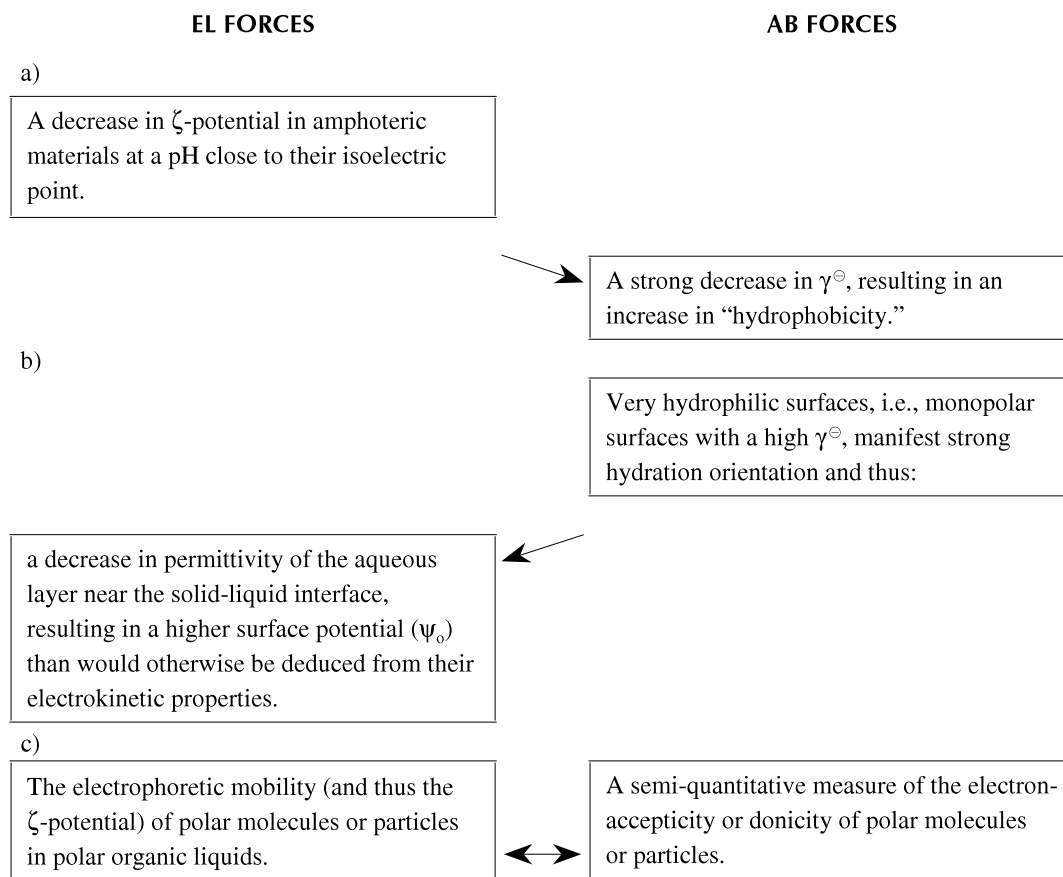 EL FORCES
AB FORCES
a)
A decrease in ζ-potential in amphoteric
materials at a pH close to their isoelectric
point.
A strong decrease in γ⊖, resulting in an
increase in “hydrophobicity.”
b)
Very hydrophilic surfaces, i.e., monopolar
surfaces with a high γ⊖, manifest strong
hydration orientation and thus:
a decrease in permittivity of the aqueous
layer near the solid-liquid interface,
resulting in a higher surface potential (ψₒ)
than would otherwise be deduced from their
electrokinetic properties.
c)
The electrophoretic mobility (and thus the
ζ-potential) of polar molecules or particles
in polar organic liquids.
A semi-quantitative measure of the electron-
accepticity or donicity of polar molecules
or particles.